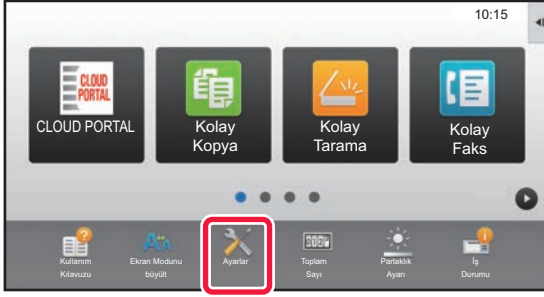 10:15
CLOUD
PORTAL
CLOUD PORTAL
Kolay
Kopya
Kolay
Tarama
Kolay
Faks
Kullanım
Kılavuzu
Ekran Modunu
büyült
Ayarlar
Toplam
Sayı
Parlaklık
Ayarı
İş
Durumu